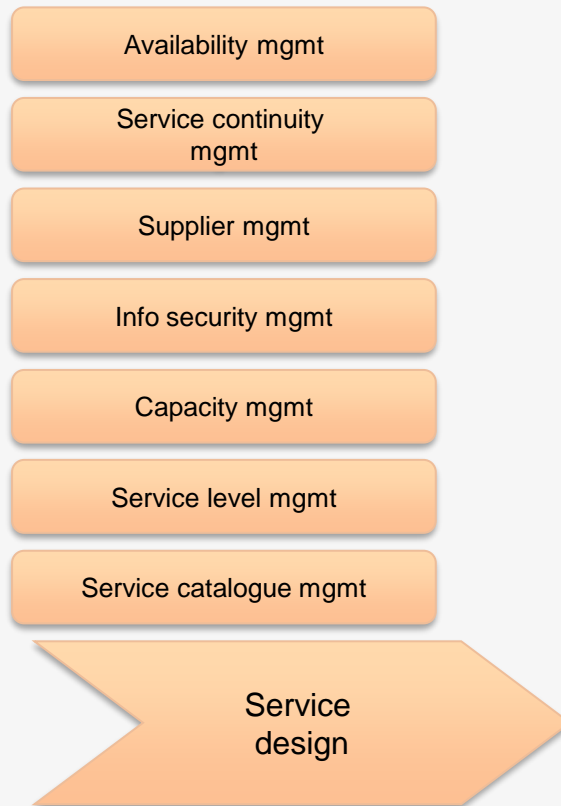 Availability mgmt
Service continuity
mgmt
Supplier mgmt
Info security mgmt
Capacity mgmt
Service level mgmt
Service catalogue mgmt
Service
design